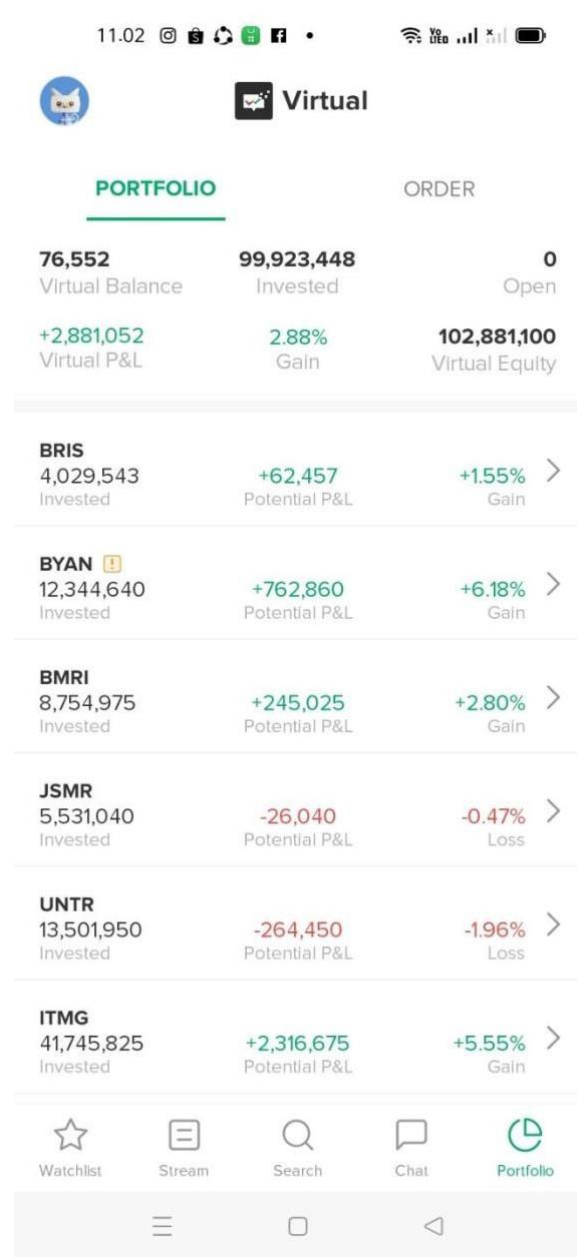 11.02
Virtual
PORTFOLIO ORDER
76,552 99,923,448 0
Virtual Balance Invested Open
+2,881,052 2.88% 102,881,100
Virtual P&L Gain Virtual Equity
BRIS
4,029,543 +62,457 +1.55%
Invested Potential P&L Gain
BYAN
12,344,640 +762,860 +6.18%
Invested Potential P&L Gain
BMRI
8,754,975 +245,025 +2.80%
Invested Potential P&L Gain
JSMR
5,531,040 -26,040 -0.47%
Invested Potential P&L Loss
UNTR
13,501,950 -264,450 -1.96%
Invested Potential P&L Loss
ITMG
41,745,825 +2,316,675 +5.55%
Invested Potential P&L Gain
Watchlist Stream Search Chat Portfolio